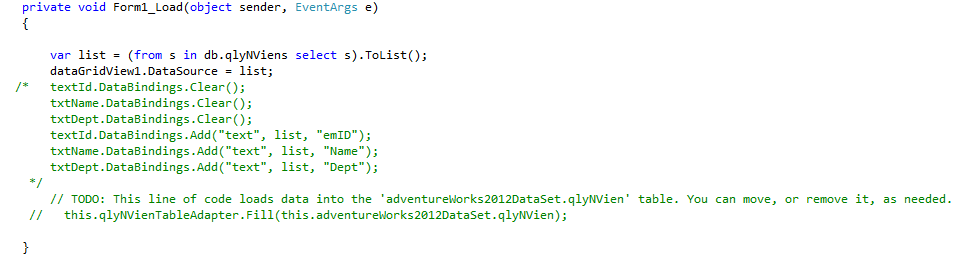 private void Form1_Load(object sender, EventArgs e)
{
var list = (from s in db.qlyNViens select s).ToList();
dataGridView1.DataSource = list;
/* textId.DataBindings.Clear();
txtName.DataBindings.Clear();
txtDept.DataBindings.Clear();
textId.DataBindings.Add("text", list, "emID");
txtName.DataBindings.Add("text", list, "Name");
txtDept.DataBindings.Add("text", list, "Dept");
*/
// TODO: This line of code loads data into the 'adventureWorks2012DataSet.qlyNVien' table. You can move, or remove it, as needed.
// this.qlyNVienTableAdapter.Fill(this.adventureWorks2012DataSet.qlyNVien);
}